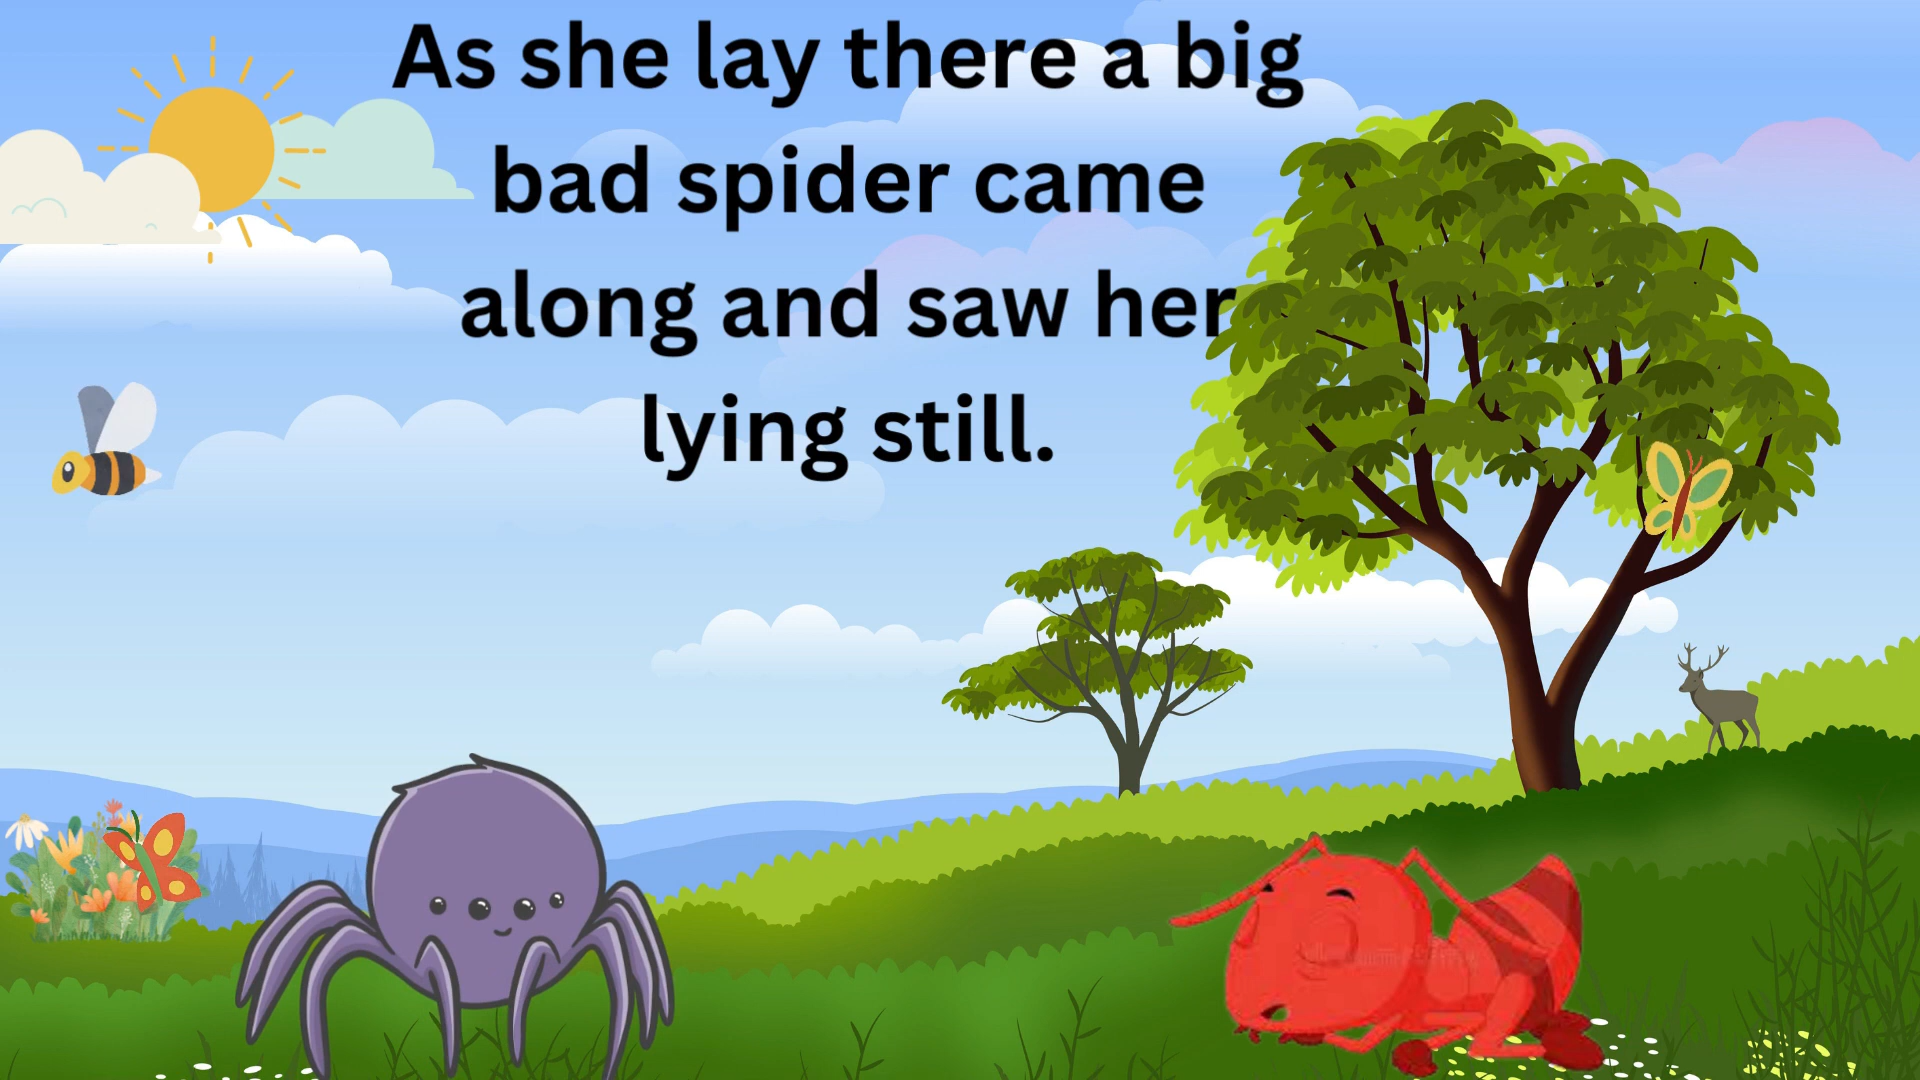 As she lay there a big
bad spider came
along and saw her
lying still.